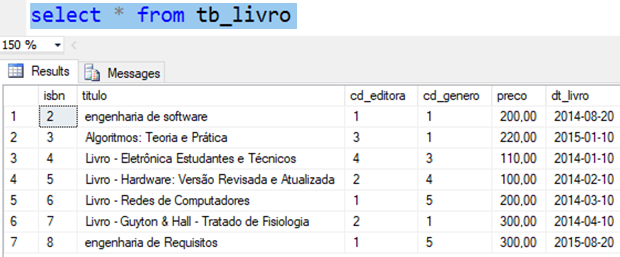 select * from tb_livro
150 %
Results Messages
isbn titulo cd_editora cd_genero preco dt_livro
1 2 engenharia de software 1 1 200,00 2014-08-20
2 3 Algoritmos: Teoria e Prática 3 1 220,00 2015-01-10
3 4 Livro - Eletrônica Estudantes e Técnicos 4 3 110,00 2014-01-10
4 5 Livro - Hardware: Versão Revisada e Atualizada 2 4 100,00 2014-02-10
5 6 Livro - Redes de Computadores 1 5 200,00 2014-03-10
6 7 Livro - Guyton & Hall - Tratado de Fisiologia 2 1 300,00 2014-04-10
7 8 engenharia de Requisitos 1 5 300,00 2015-08-20